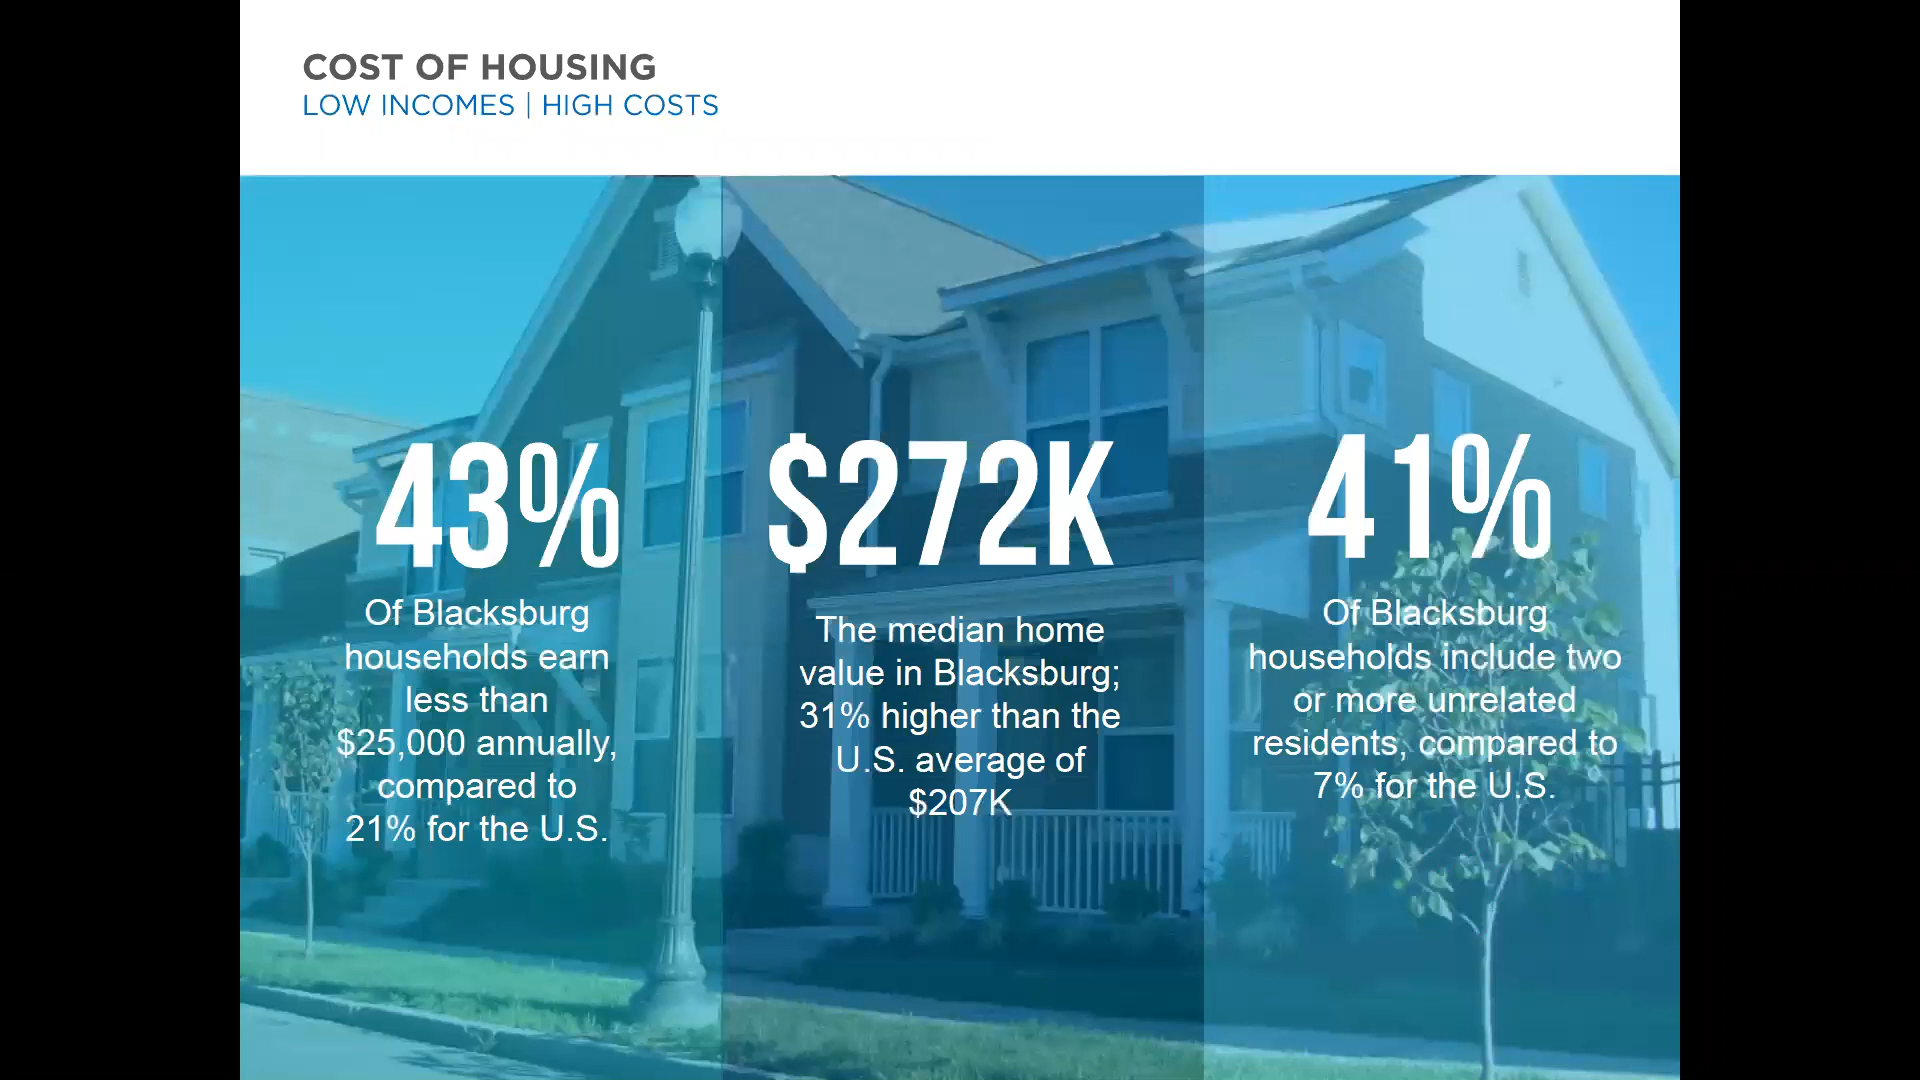 COST OF HOUSING
LOW INCOMES | HIGH COSTS
43%
Of Blacksburg
households earn
less than
$25,000 annually,
compared to
21% for the U.S.
$272K
The median home
value in Blacksburg;
31% higher than the
U.S. average of
$207K
41%
Of Blacksburg
households include two
or more unrelated
residents, compared to
7% for the U.S.